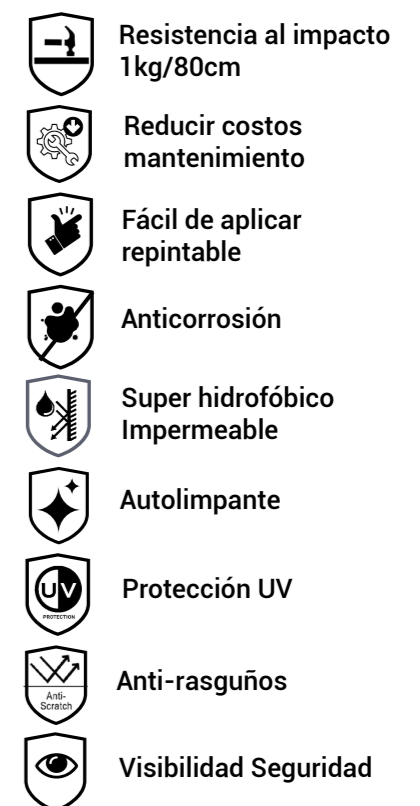 Resistencia al impacto
1kg/80cm
Reducir costos
mantenimiento
Fácil de aplicar
repintable
Anticorrosión
Super hidrofóbico
Impermeable
Autolimpante
UV
PROTECTION
Protección UV
Anti-
Scratch
Anti-rasguños
Visibilidad Seguridad